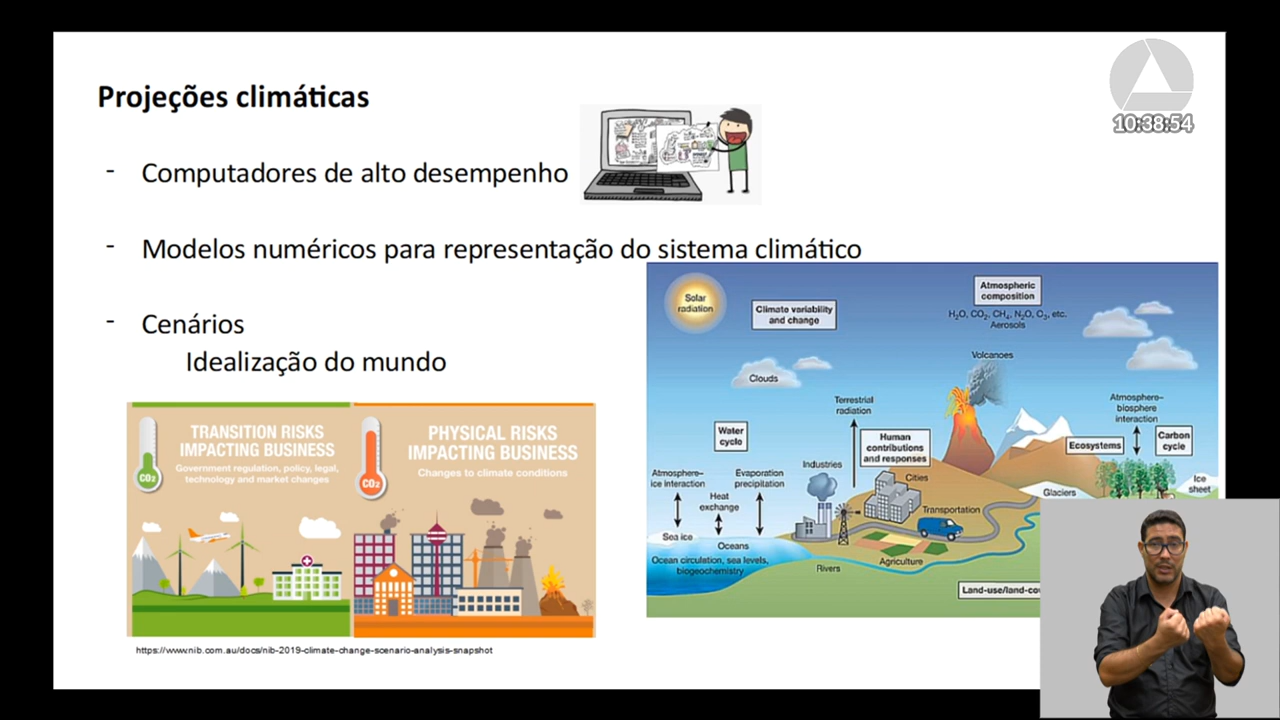 Projeções climáticas
10:38:54
- Computadores de alto desempenho
- Modelos numéricos para representação do sistema climático
- Cenários
Idealização do mundo
TRANSITION RISKS
IMPACTING BUSINESS
Government regulation, policy, legal,
technology and market changes
CO₂
PHYSICAL RISKS
IMPACTING BUSINESS
Changes to climate conditions
CO₂
https://www.nib.com.au/docs/nib-2019-climate-change-scenario-analysis-snapshot
Solar
radiation
Climate variability
and change
Atmospheric
composition
H₂O, CO₂, CH₄, N₂O, O₃, etc.
Aerosols
Clouds
Volcanoes
Terrestrial
radiation
Atmosphere–
biosphere
interaction
Water
cyclo
Human
contributions
and responses
Ecosystems
Carbon
cycle
Atmosphere–
ice interaction
Evaporation
precipitation
Heat
exchange
Industries
Cities
Glaciers
Ice
sheet
Transportation
Sea ice
Oceans
Ocean circulation, sea levels,
biogeochemistry
Rivers
Agriculture
Land-use/land-co